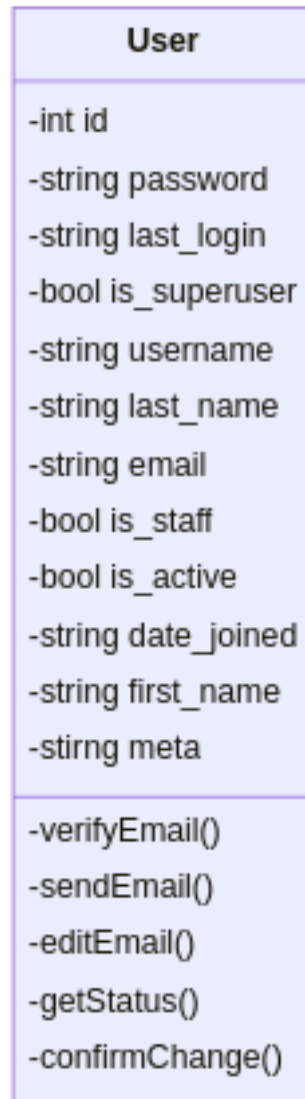 User
-int id
-string password
-string last_login
-bool is_superuser
-string username
-string last_name
-string email
-bool is_staff
-bool is_active
-string date_joined
-string first_name
-stirng meta
-verifyEmail()
-sendEmail()
-editEmail()
-getStatus()
-confirmChange()